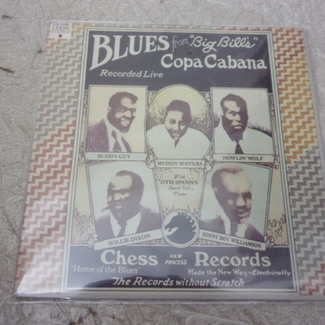 BLUES from "Big Bill's"
Copa Cabana
Recorded Live
BUDDY GUY
MUDDY WATERS
HOWLIN' WOLF
With
OTIS SPANN'S
WILLIE DIXON
SONNY BOY WILLIAMSON
Chess NEW PROCESS Records
"Home of the Blues"
Made the New Way-Electrically
The Records without Scratch